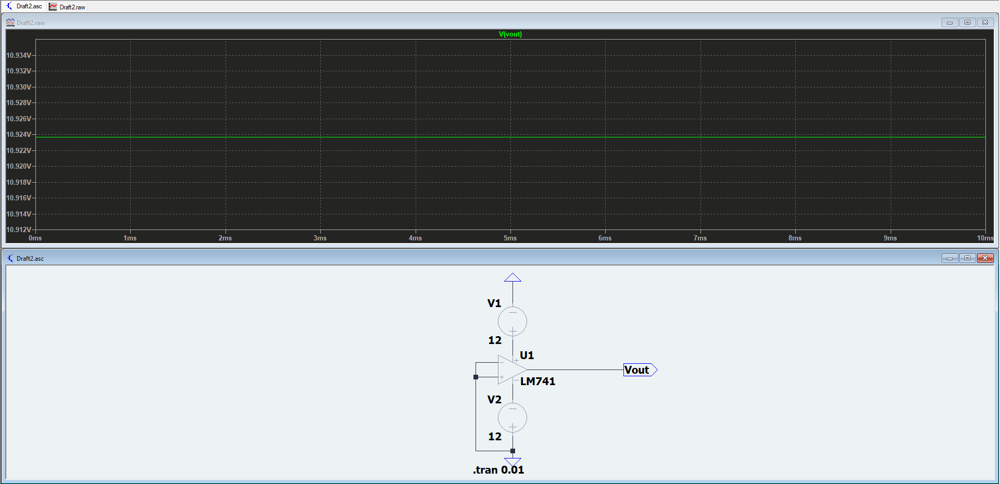 Draft2.asc Draft2.raw
Draft2.raw
V(vout)
10.934V
10.932V
10.930V
10.928V
10.926V
10.924V
10.922V
10.920V
10.918V
10.916V
10.914V
10.912V
0ms 1ms 2ms 3ms 4ms 5ms 6ms 7ms 8ms 9ms 10ms
Draft2.asc
V1
12
U1
Vout
LM741
V2
12
.tran 0.01